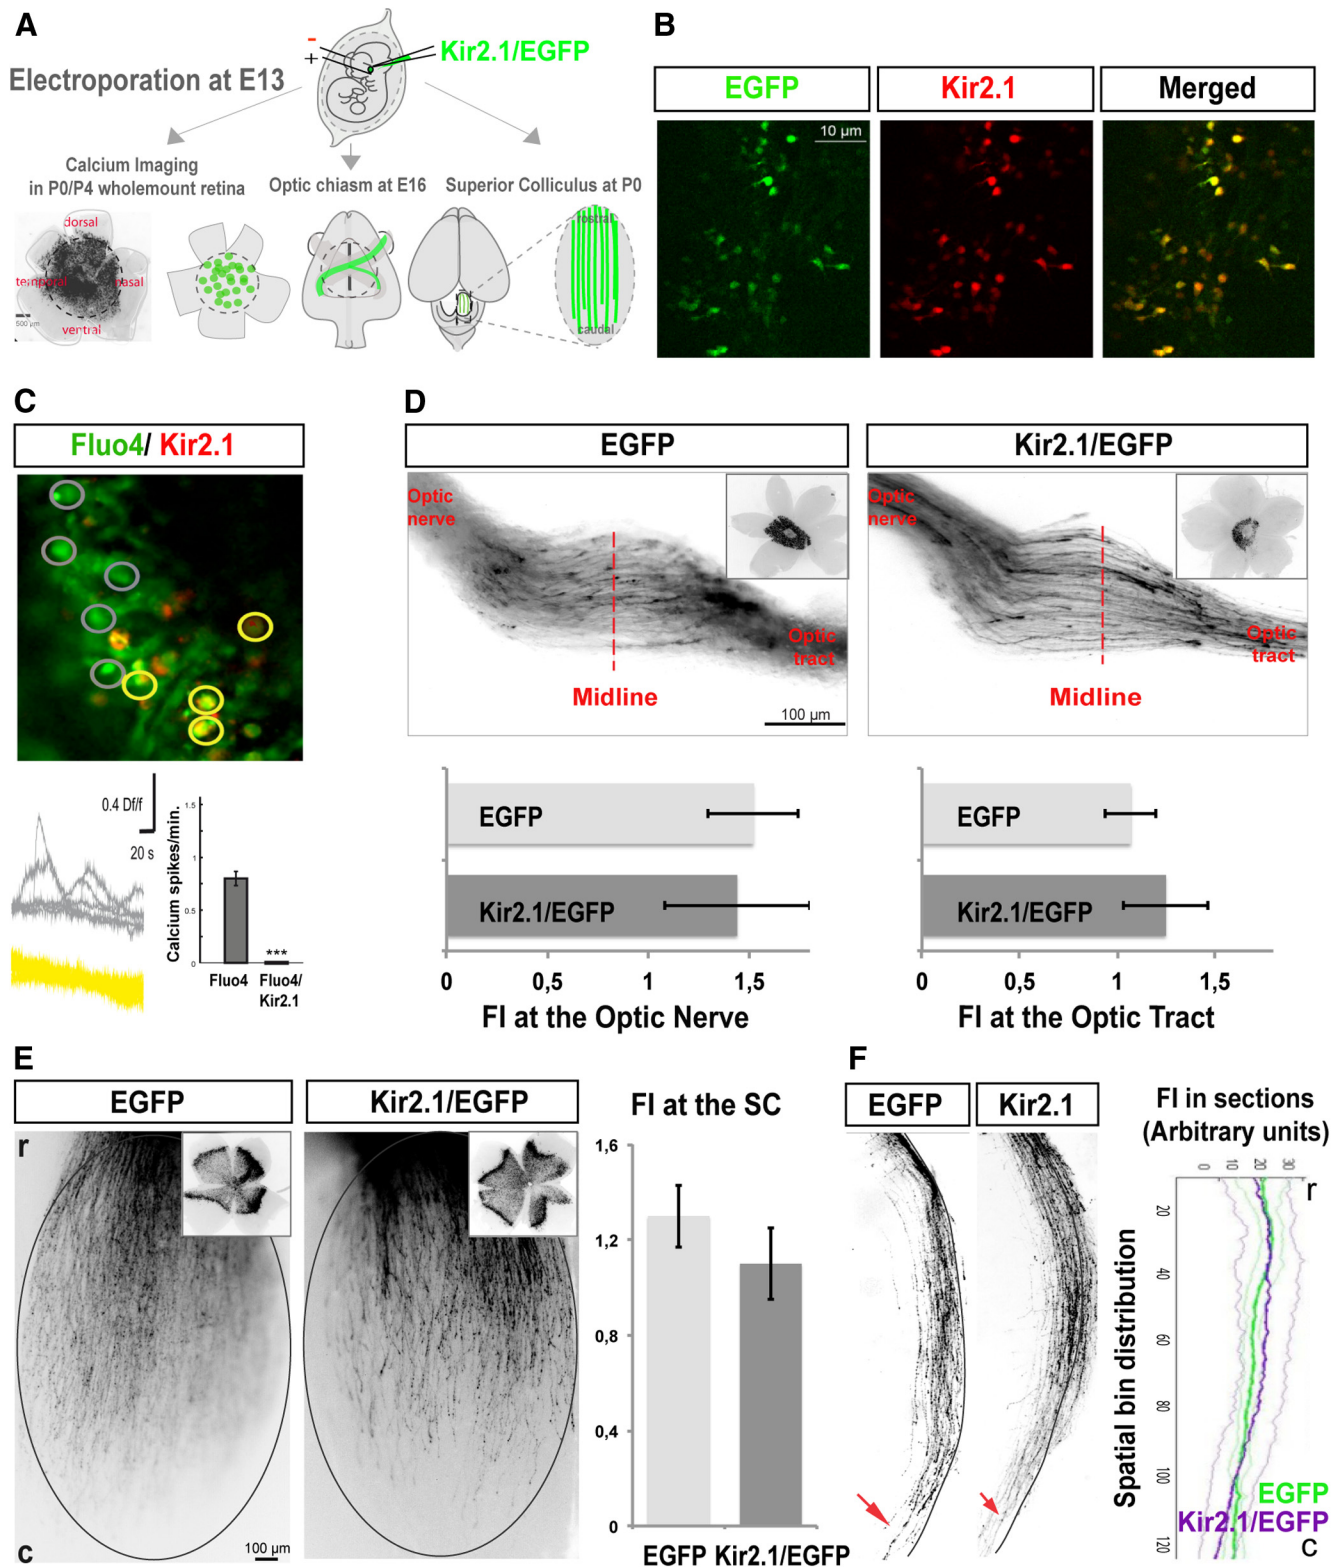 A
Electroporation at E13
-
+
Kir2.1/EGFP
Calcium Imaging
in P0/P4 wholemount retina
Optic chiasm at E16
Superior Colliculus at P0
dorsal
nasal
ventral
500 µm
rostral
caudal
B
EGFP
Kir2.1
Merged
10 µm
C
Fluo4/ Kir2.1
0.4 Df/f
20 s
Calcium spikes/min.
1.5
1
0.5
0
***
Fluo4
Fluo4/
Kir2.1
D
EGFP
Kir2.1/EGFP
Optic
nerve
Midline
Optic
tract
100 µm
Optic
nerve
Midline
Optic
tract
EGFP
Kir2.1/EGFP
0 0,5 1 1,5
FI at the Optic Nerve
EGFP
Kir2.1/EGFP
0 0,5 1 1,5
FI at the Optic Tract
E
EGFP
Kir2.1/EGFP
r
c
100 µm
FI at the SC
1,6
1,2
0,8
0,4
0
EGFP Kir2.1/EGFP
F
EGFP
Kir2.1
FI in sections
(Arbitrary units)
0 10 20 30
r
Spatial bin distribution
20
40
60
80
100
120
EGFP
Kir2.1/EGFP
c